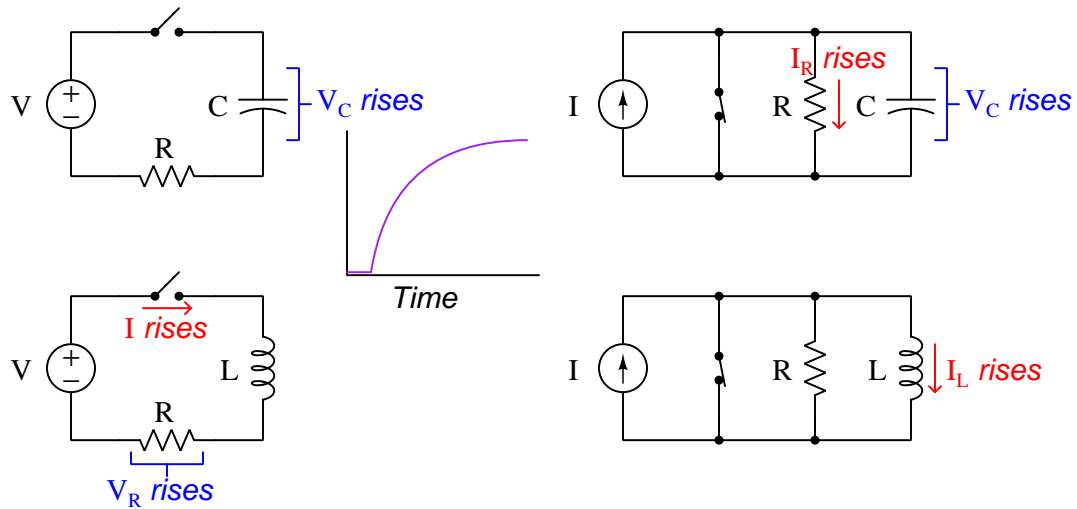 V
+
−
C
V_C rises
R
I
I_R rises
R
C
V_C rises
Time
V
+
−
I rises
L
R
V_R rises
I
R
L
I_L rises